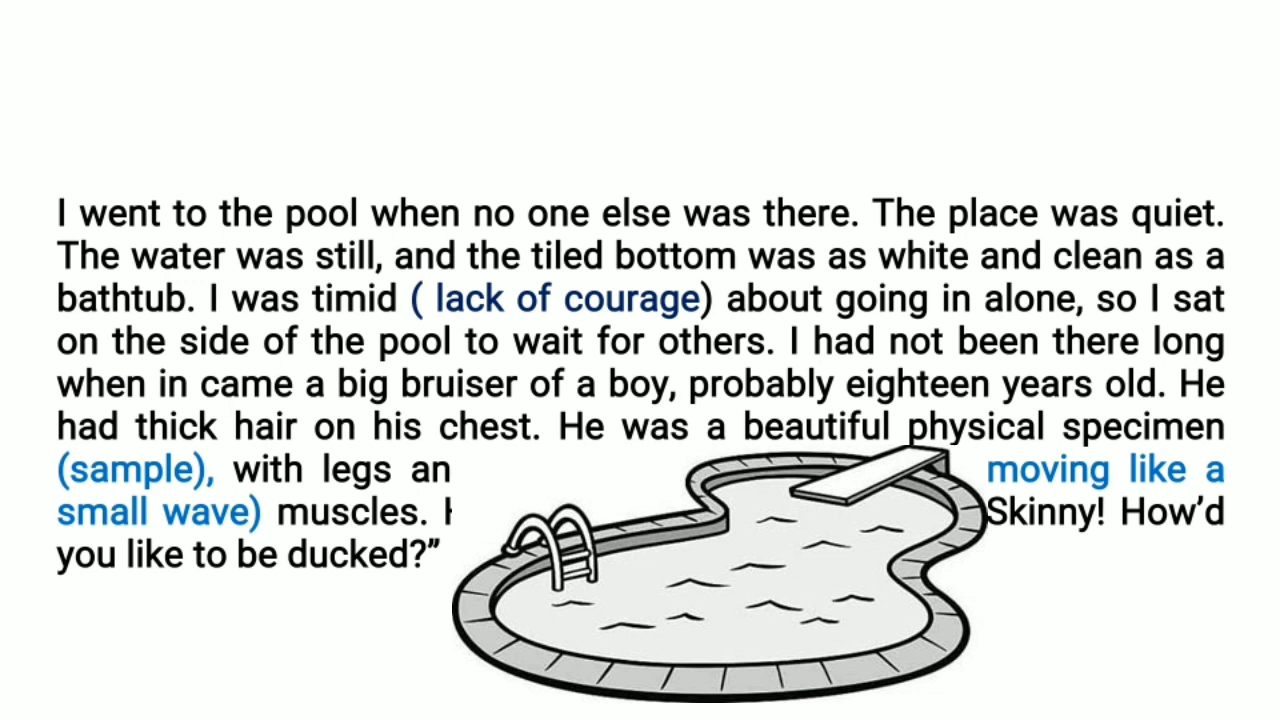 I went to the pool when no one else was there. The place was quiet.
The water was still, and the tiled bottom was as white and clean as a
bathtub. I was timid ( lack of courage) about going in alone, so I sat
on the side of the pool to wait for others. I had not been there long
when in came a big bruiser of a boy, probably eighteen years old. He
had thick hair on his chest. He was a beautiful physical specimen
(sample), with legs an moving like a
small wave) muscles. Skinny! How’d
you like to be ducked?”